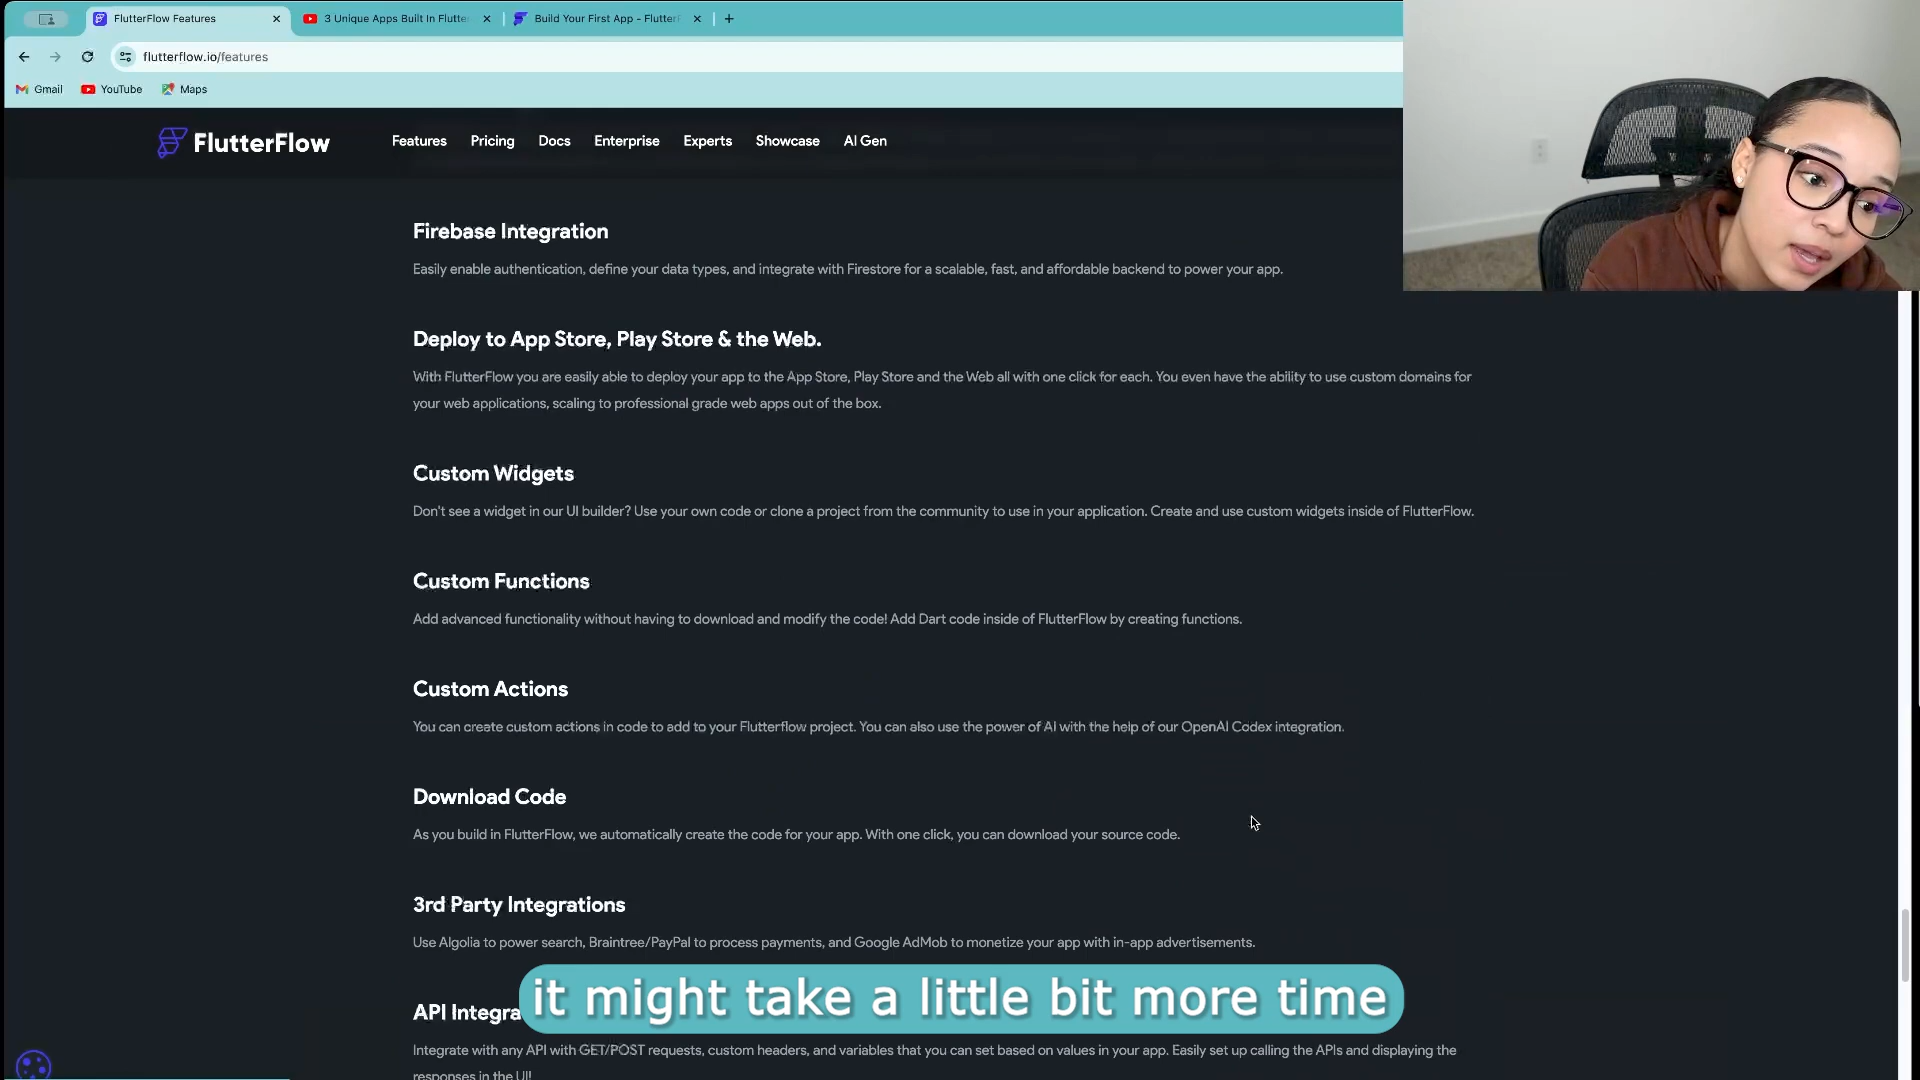 FlutterFlow Features
3 Unique Apps Built In Flutte
Build Your First App - Flutter
flutterflow.io/features
Gmail
YouTube
Maps
FlutterFlow
Features
Pricing
Docs
Enterprise
Experts
Showcase
AI Gen
Firebase Integration
Easily enable authentication, define your data types, and integrate with Firestore for a scalable, fast, and affordable backend to power your app.
Deploy to App Store, Play Store & the Web.
With FlutterFlow you are easily able to deploy your app to the App Store, Play Store and the Web all with one click for each. You even have the ability to use custom domains for
your web applications, scaling to professional grade web apps out of the box.
Custom Widgets
Don't see a widget in our UI builder? Use your own code or clone a project from the community to use in your application. Create and use custom widgets inside of FlutterFlow.
Custom Functions
Add advanced functionality without having to download and modify the code! Add Dart code inside of FlutterFlow by creating functions.
Custom Actions
You can create custom actions in code to add to your Flutterflow project. You can also use the power of AI with the help of our OpenAI Codex integration.
Download Code
As you build in FlutterFlow, we automatically create the code for your app. With one click, you can download your source code.
3rd Party Integrations
Use Algolia to power search, Braintree/PayPal to process payments, and Google AdMob to monetize your app with in-app advertisements.
API Integra
it might take a little bit more time
Integrate with any API with GET/POST requests, custom headers, and variables that you can set based on values in your app. Easily set up calling the APIs and displaying the
responses in the UI!